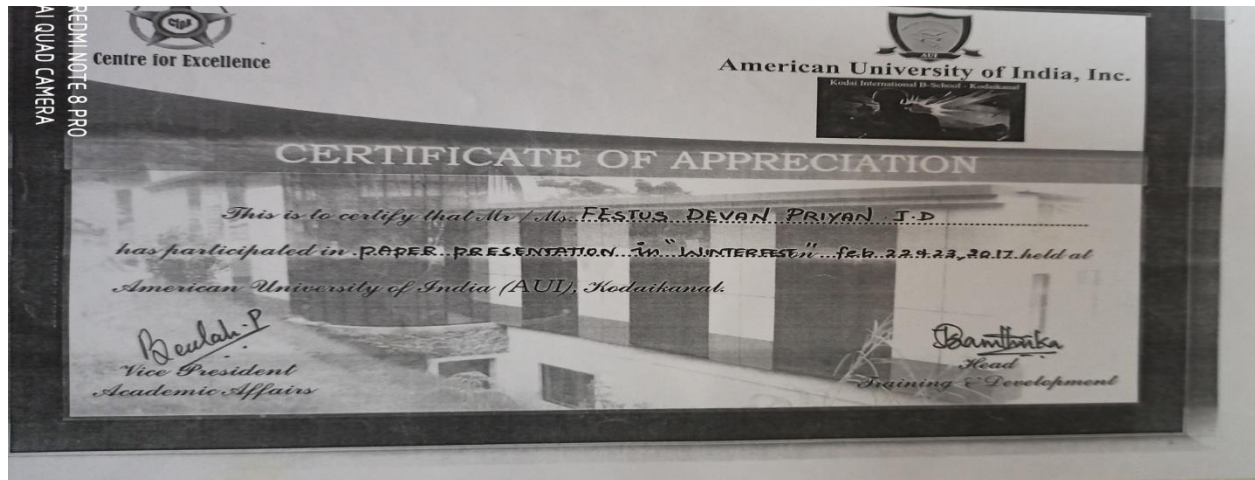 REDMI NOTE 8 PRO
AI QUAD CAMERA
CIPM
Centre for Excellence
AUI
American University of India, Inc.
Kodai International B-School - Kodaikanal
CERTIFICATE OF APPRECIATION
This is to certify that Mr / Ms. FESTUS DEVAN PRIYAN J.D
has participated in PAPER PRESENTATION in "WINTERFEST" feb 22 & 23, 2017 held at
American University of India (AUI), Kodaikanal.
Beulah.P
Vice President
Head
Academic Affairs
Training & Development